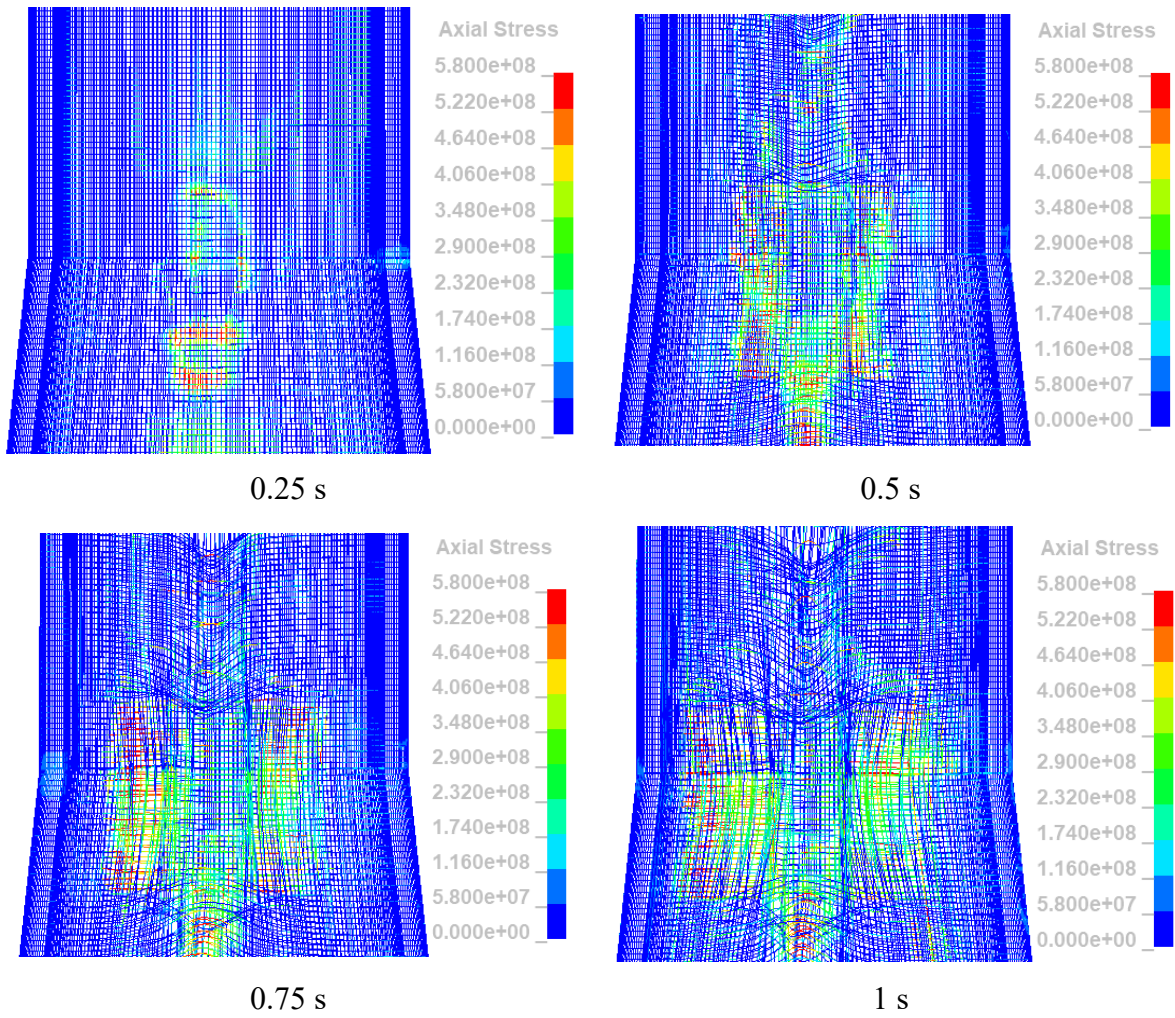 Axial Stress
5.800e+08
5.220e+08
4.640e+08
4.060e+08
3.480e+08
2.900e+08
2.320e+08
1.740e+08
1.160e+08
5.800e+07
0.000e+00
0.25 s
Axial Stress
5.800e+08
5.220e+08
4.640e+08
4.060e+08
3.480e+08
2.900e+08
2.320e+08
1.740e+08
1.160e+08
5.800e+07
0.000e+00
0.5 s
Axial Stress
5.800e+08
5.220e+08
4.640e+08
4.060e+08
3.480e+08
2.900e+08
2.320e+08
1.740e+08
1.160e+08
5.800e+07
0.000e+00
0.75 s
Axial Stress
5.800e+08
5.220e+08
4.640e+08
4.060e+08
3.480e+08
2.900e+08
2.320e+08
1.740e+08
1.160e+08
5.800e+07
0.000e+00
1 s